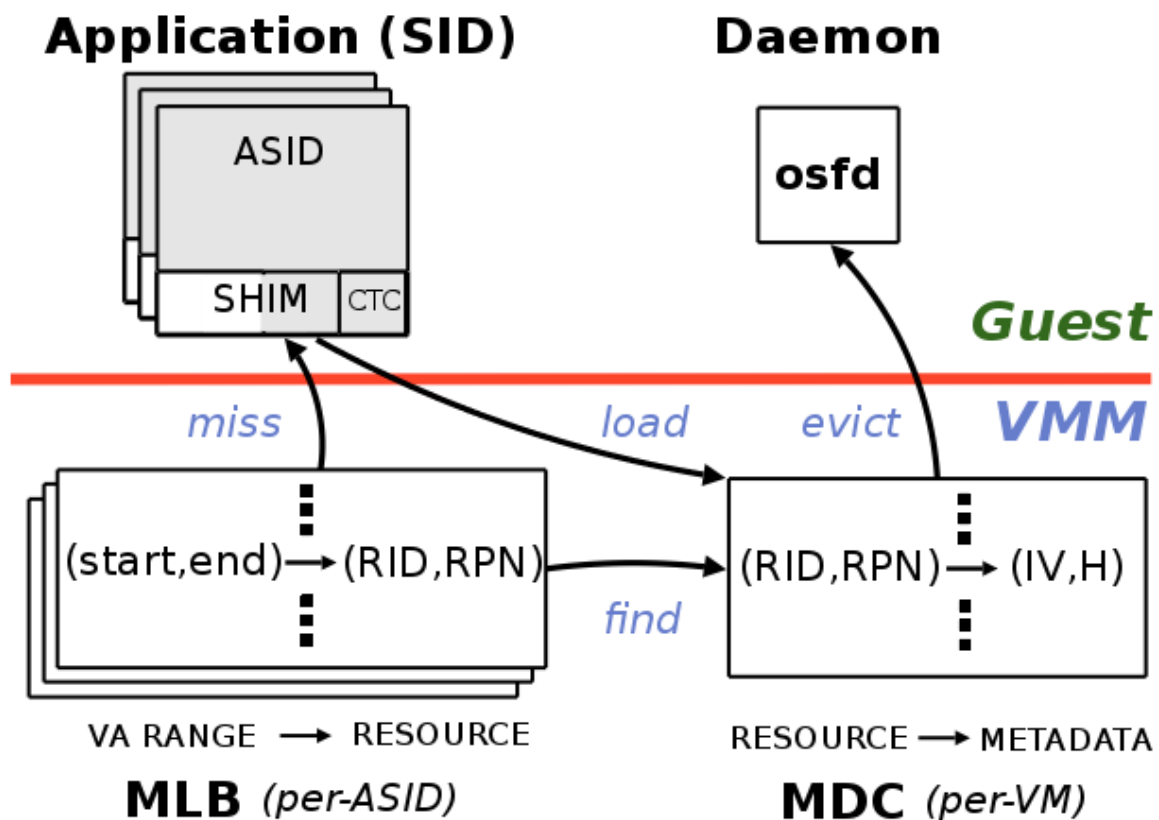 Application (SID)
Daemon
ASID
osfd
SHIM
CTC
Guest
VMM
miss
load
evict
(start,end) → (RID,RPN)
find
(RID,RPN) → (IV,H)
VA RANGE → RESOURCE
RESOURCE → METADATA
MLB (per-ASID)
MDC (per-VM)